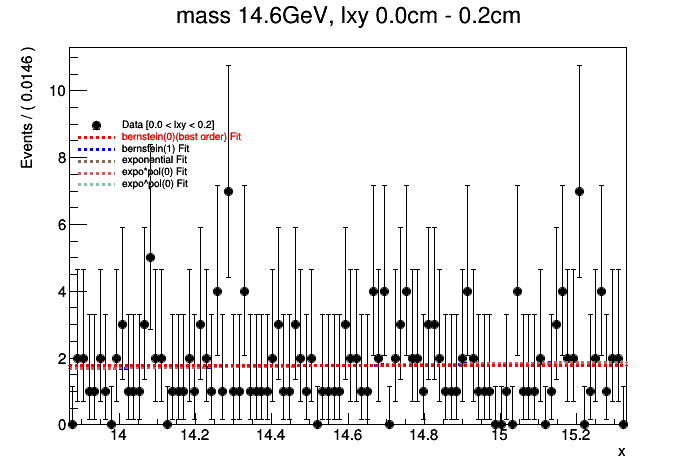 mass 14.6GeV, lxy 0.0cm - 0.2cm
Events / ( 0.0146 )
10
8
6
4
2
0
Data [0.0 < lxy < 0.2]
bernstein(0)(best order) Fit
bernstein(1) Fit
exponential Fit
expo*pol(0) Fit
expo^pol(0) Fit
14 14.2 14.4 14.6 14.8 15 15.2
x